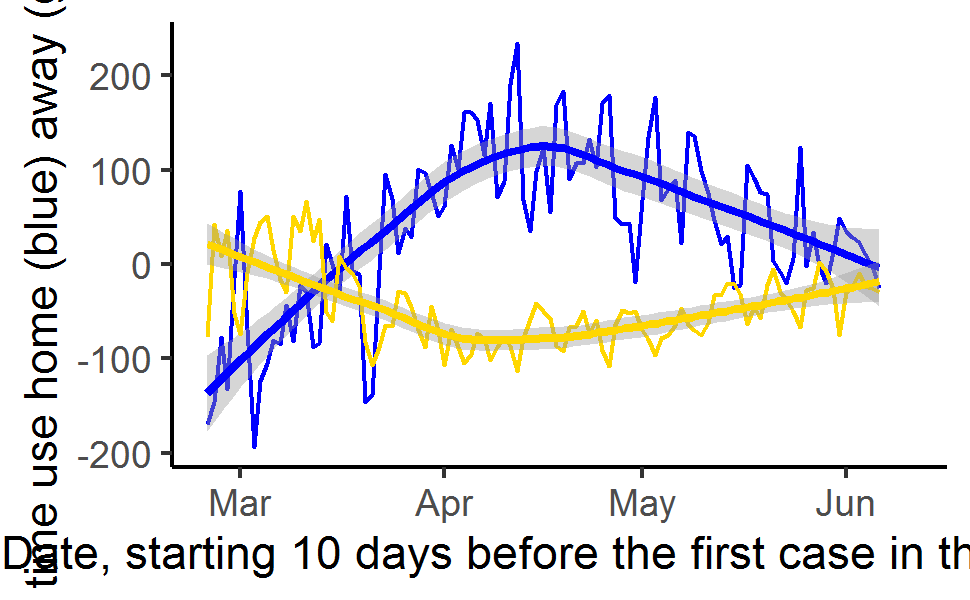 time use home (blue) away (
200
100
0
-100
-200
Mar Apr May Jun
Date, starting 10 days before the first case in th